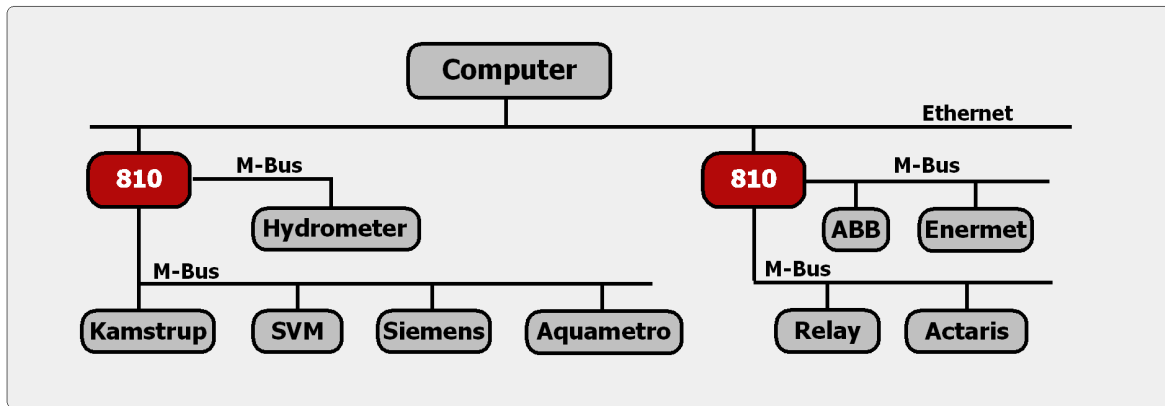 Computer
Ethernet
810
M-Bus
810
M-Bus
Hydrometer
ABB
Enermet
M-Bus
M-Bus
Kamstrup
SVM
Siemens
Aquametro
Relay
Actaris